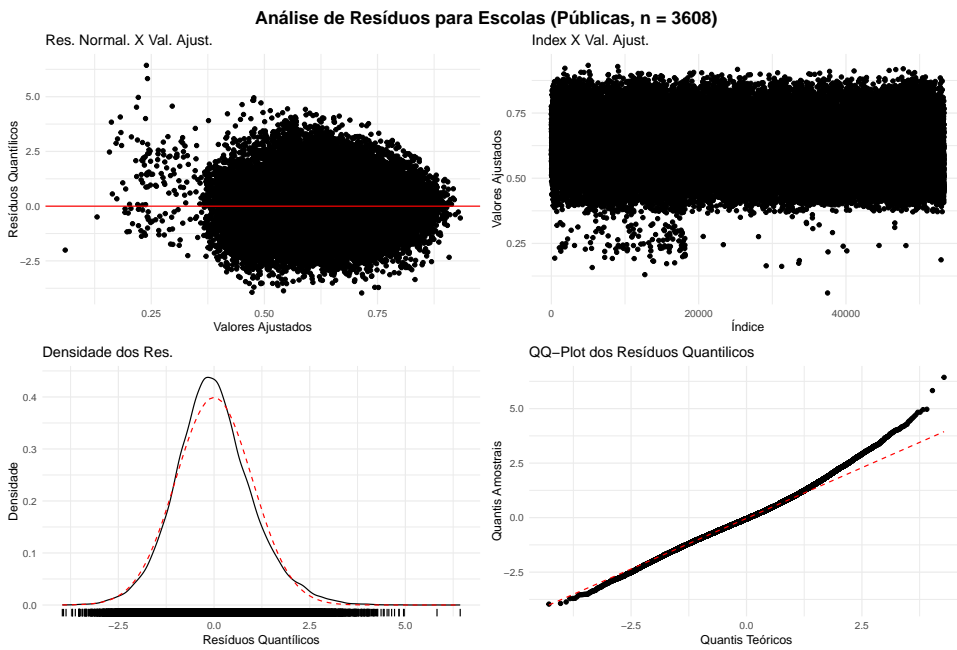 Análise de Resíduos para Escolas (Públicas, n = 3608)
Res. Normal. X Val. Ajust.
Resíduos Quantílicos
5.0
2.5
0.0
−2.5
0.25
0.50
0.75
Valores Ajustados
Index X Val. Ajust.
Valores Ajustados
0.75
0.50
0.25
0
20000
40000
Índice
Densidade dos Res.
Densidade
0.4
0.3
0.2
0.1
0.0
−2.5
0.0
2.5
5.0
Resíduos Quantílicos
QQ−Plot dos Resíduos Quantilicos
Quantis Amostrais
5.0
2.5
0.0
−2.5
−2.5
0.0
2.5
Quantis Teóricos